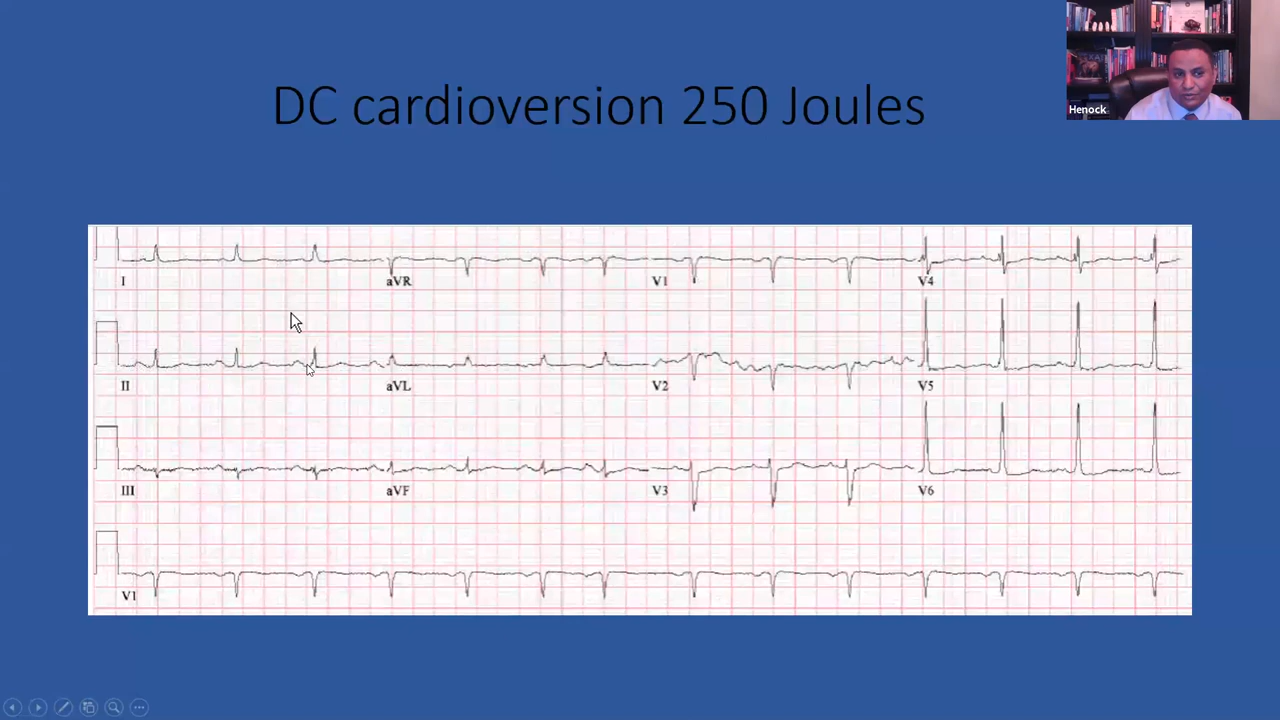 DC cardioversion 250 Joules
Henock
I aVR V1 V4
II aVL V2 V5
III aVF V3 V6
V1